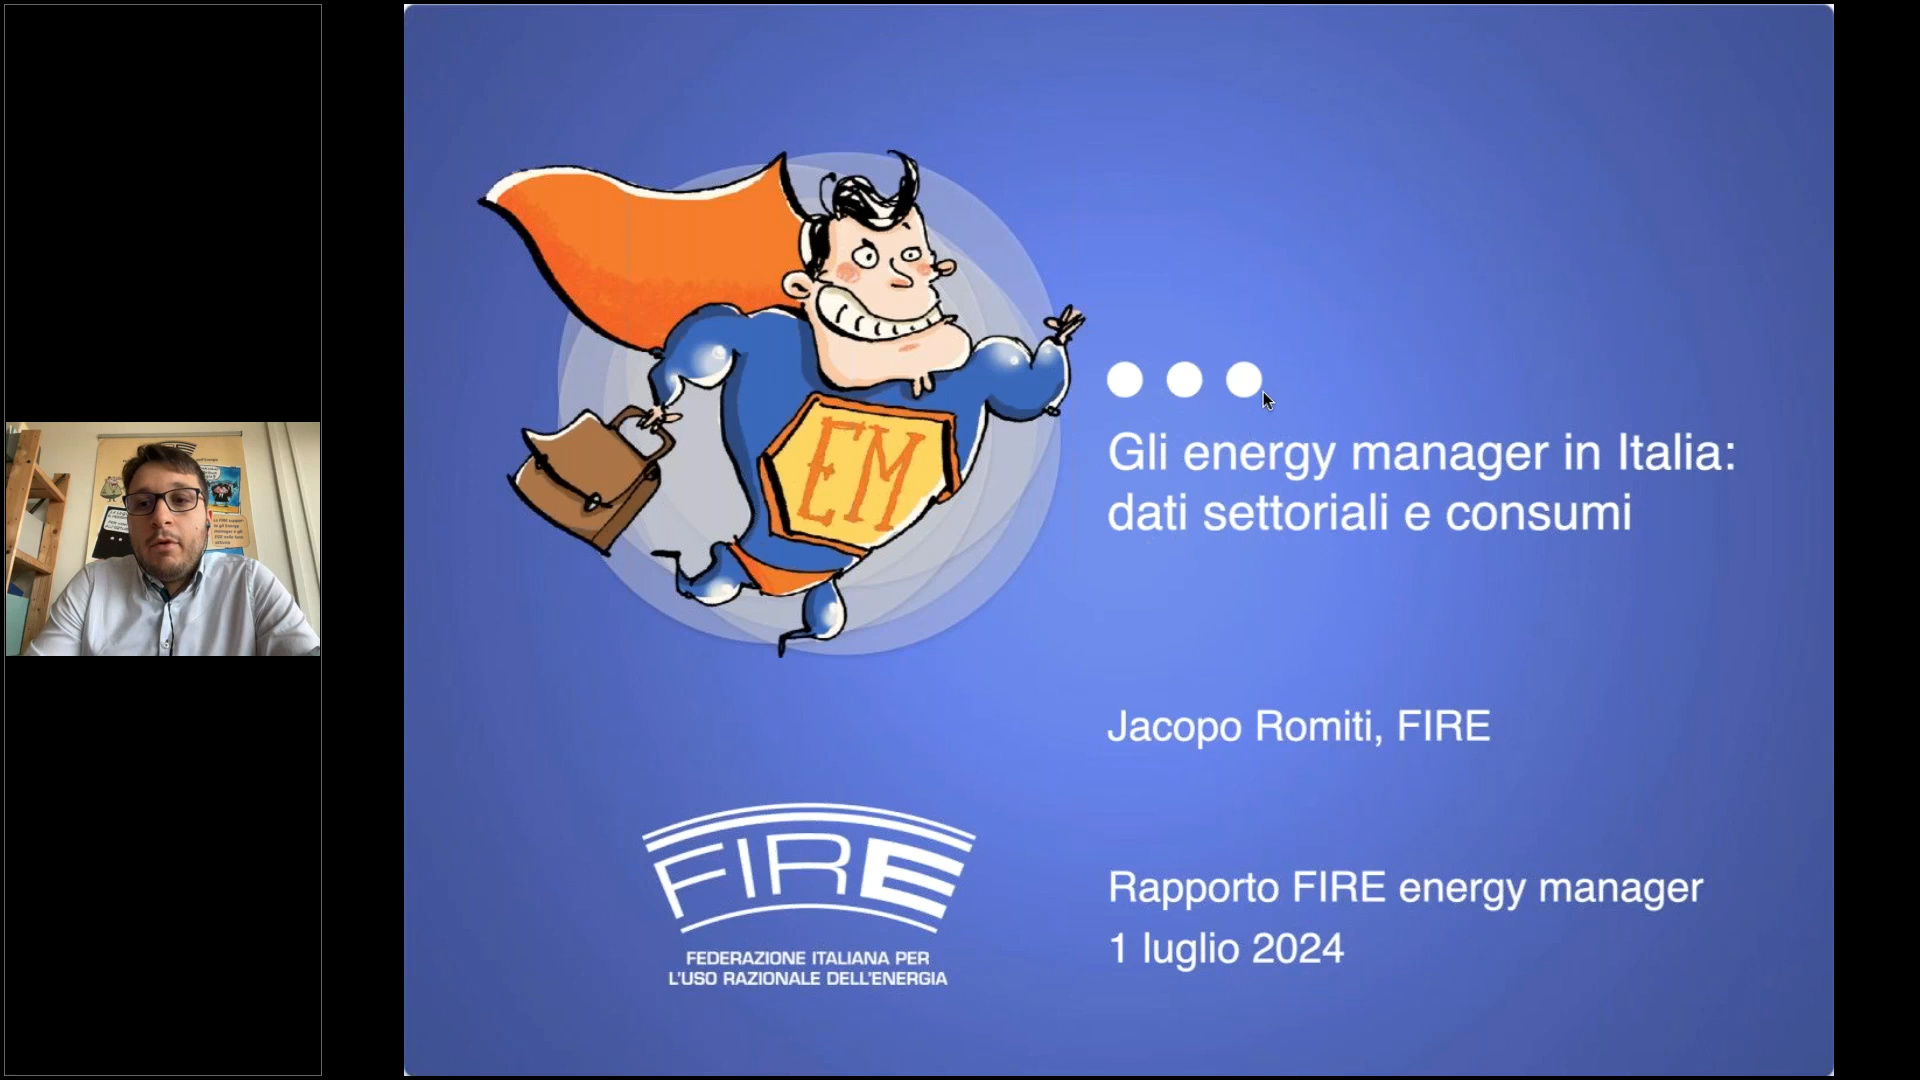 EM
Gli energy manager in Italia:
dati settoriali e consumi
Jacopo Romiti, FIRE
FIRE
FEDERAZIONE ITALIANA PER
L'USO RAZIONALE DELL'ENERGIA
Rapporto FIRE energy manager
1 luglio 2024